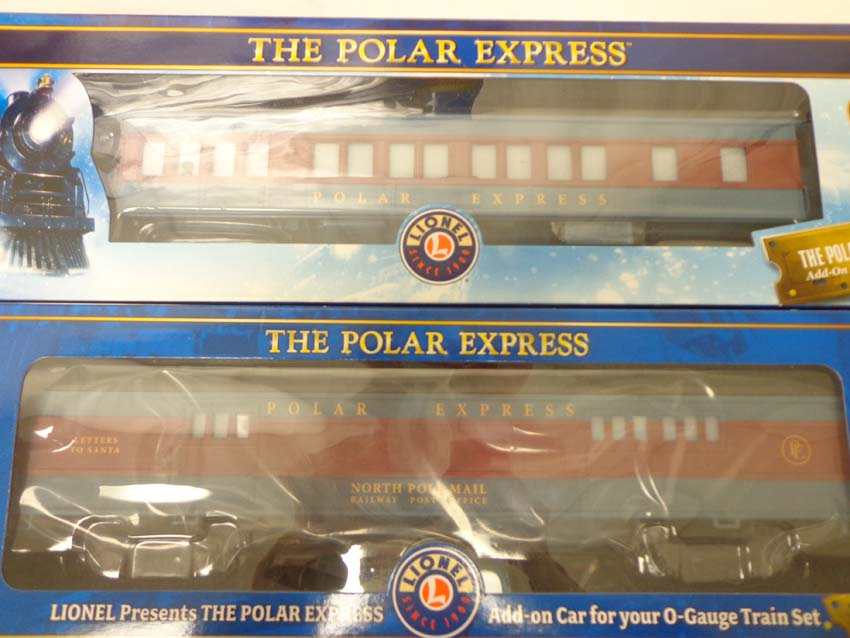 THE POLAR EXPRESS™
POLAR EXPRESS
LIONEL
L
SINCE 1900
THE POL
Add-On
THE POLAR EXPRESS
POLAR EXPRESS
LETTERS
TO SANTA
NORTH POLE MAIL
RAILWAY POST OFFICE
LIONEL
L
SINCE 1900
LIONEL Presents THE POLAR EXPRESS Add-on Car for your O-Gauge Train Set